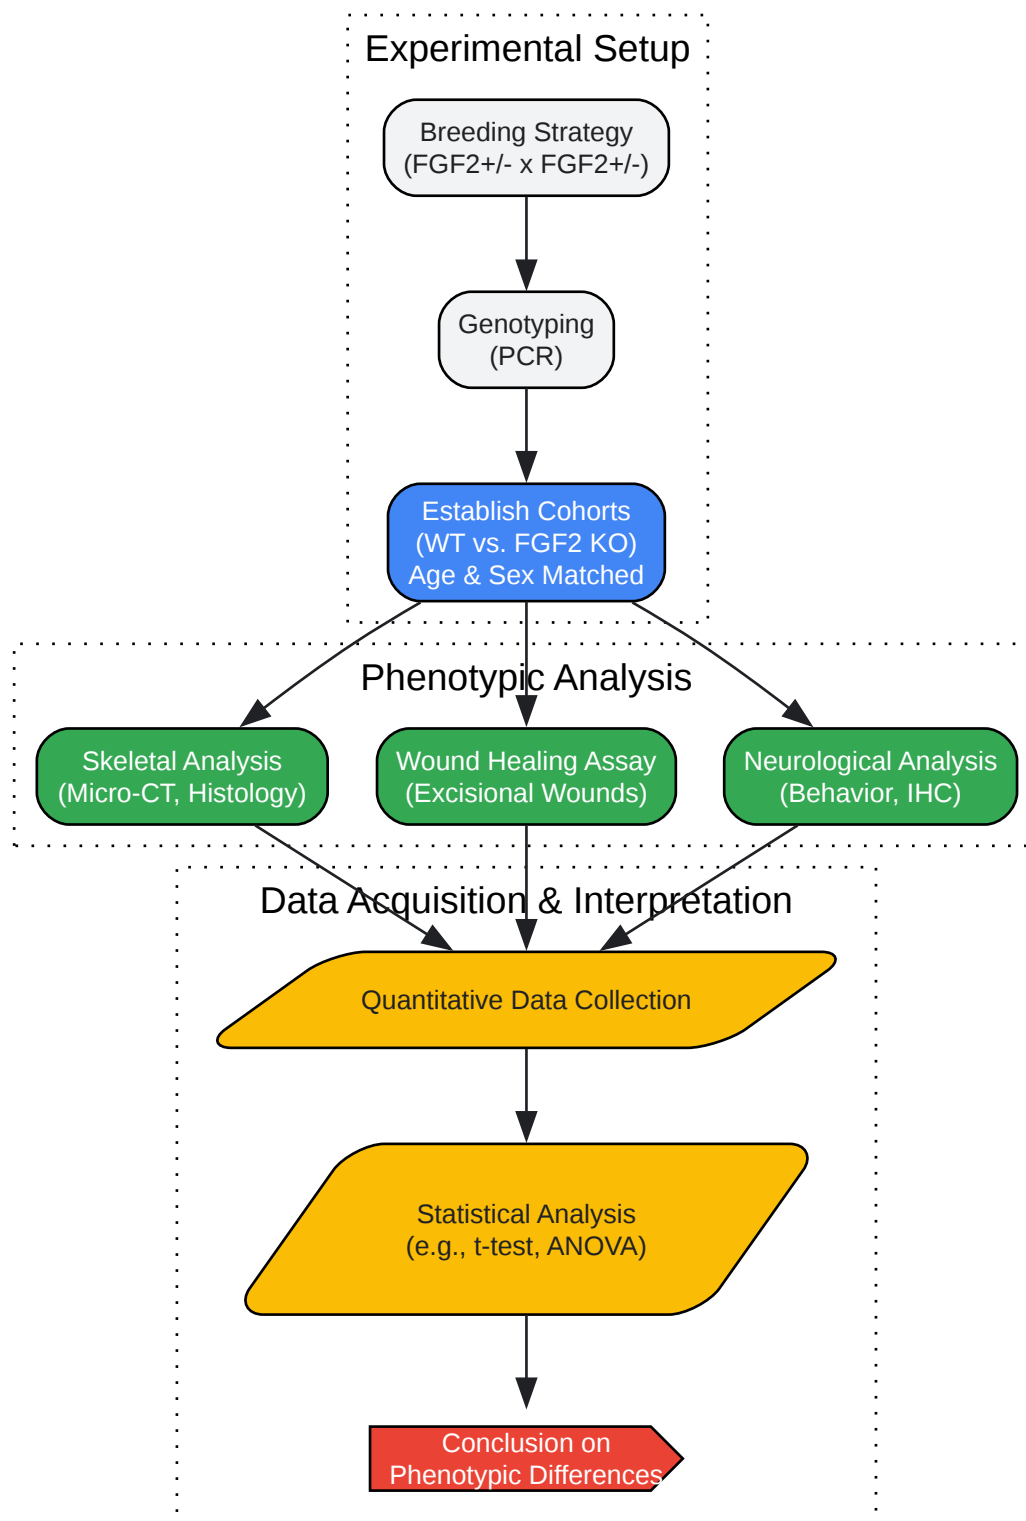 Experimental Setup
Breeding Strategy
(FGF2+/- x FGF2+/-)
Genotyping
(PCR)
Establish Cohorts
(WT vs. FGF2 KO)
Age & Sex Matched
Phenotypic Analysis
Skeletal Analysis
(Micro-CT, Histology)
Wound Healing Assay
(Excisional Wounds)
Neurological Analysis
(Behavior, IHC)
Data Acquisition & Interpretation
Quantitative Data Collection
Statistical Analysis
(e.g., t-test, ANOVA)
Conclusion on
Phenotypic Differences